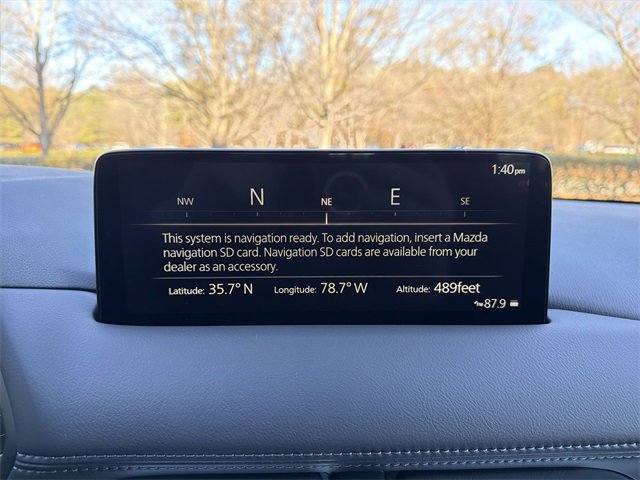 1:40pm
NW N NE E SE
This system is navigation ready. To add navigation, insert a Mazda
navigation SD card. Navigation SD cards are available from your
dealer as an accessory.
Latitude: 35.7° N Longitude: 78.7° W Altitude: 489feet
FM 87.9